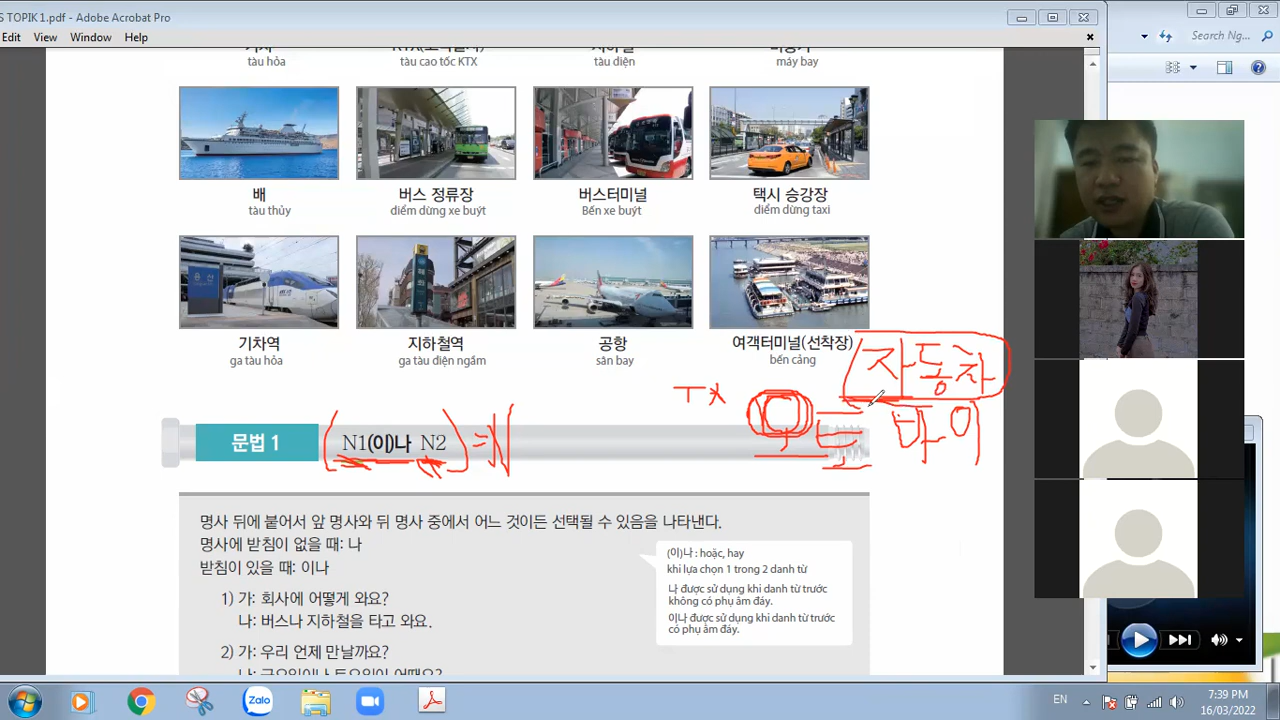 S TOPIK 1.pdf - Adobe Acrobat Pro
Edit View Window Help
Search Ng...
tàu hỏa
tàu cao tốc KTX
tàu điện
máy bay
배
버스 정류장
버스터미널
택시 승강장
tàu thủy
điểm dừng xe buýt
Bến xe buýt
điểm dừng taxi
기차역
지하철역
공항
여객터미널(선착장)
ga tàu hỏa
ga tàu điện ngầm
sân bay
bến cảng
자동차
문법 1
N1(이)나 N2
=N
명사 뒤에 붙어서 앞 명사와 뒤 명사 중에서 어느 것이든 선택될 수 있음을 나타낸다.
명사에 받침이 없을 때: 나
받침이 있을 때: 이나
(이)나 : hoặc, hay
khi lựa chọn 1 trong 2 danh từ
나 được sử dụng khi danh từ trước
không có phụ âm đáy.
이나 được sử dụng khi danh từ trước
có phụ âm đáy.
1) 가: 회사에 어떻게 와요?
나: 버스나 지하철을 타고 와요.
2) 가: 우리 언제 만날까요?
Zalo
EN
7:39 PM
16/03/2022